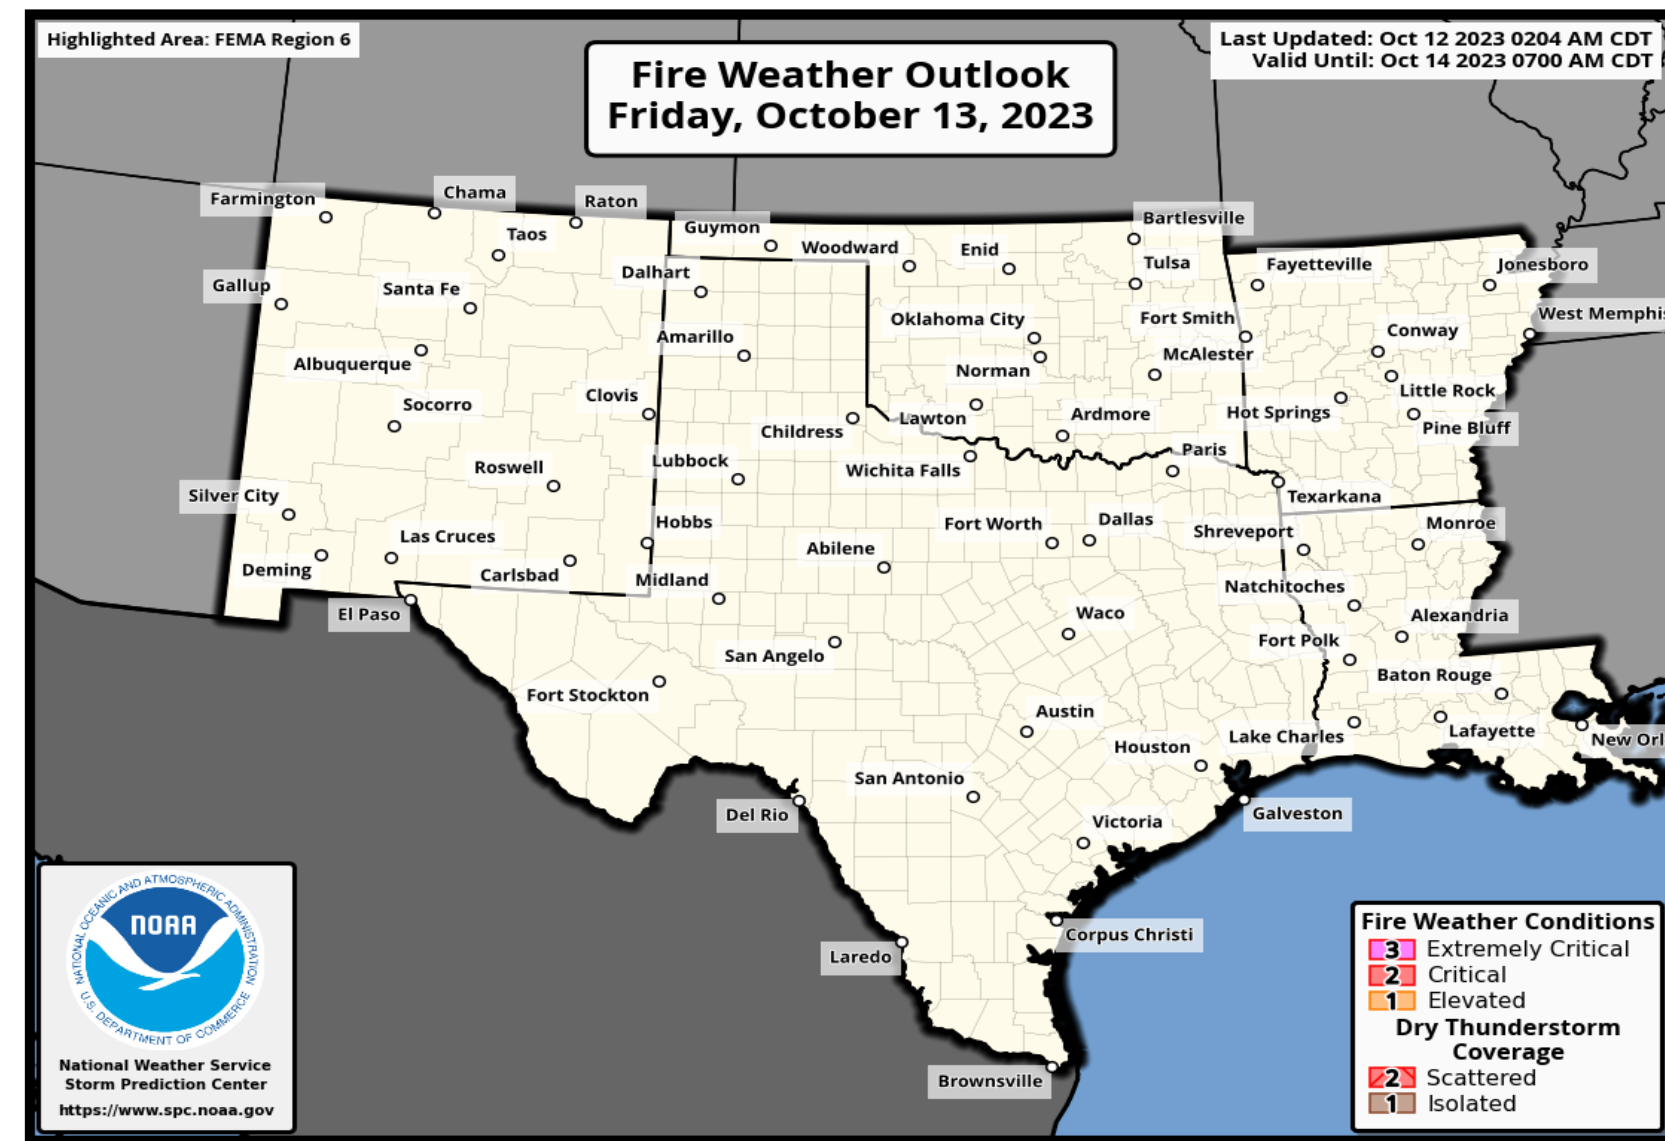 Highlighted Area: FEMA Region 6
Fire Weather Outlook
Friday, October 13, 2023
Last Updated: Oct 12 2023 0204 AM CDT
Valid Until: Oct 14 2023 0700 AM CDT
Farmington
Chama
Raton
Taos
Guymon
Woodward
Enid
Bartlesville
Tulsa
Fayetteville
Jonesboro
Gallup
Santa Fe
Dalhart
Oklahoma City
Fort Smith
West Memphis
Amarillo
Conway
Albuquerque
McAlester
Norman
Clovis
Little Rock
Socorro
Childress
Lawton
Ardmore
Hot Springs
Pine Bluff
Roswell
Lubbock
Wichita Falls
Paris
Silver City
Texarkana
Hobbs
Fort Worth
Dallas
Shreveport
Monroe
Las Cruces
Abilene
Deming
Carlsbad
Midland
Natchitoches
El Paso
Waco
Alexandria
San Angelo
Fort Polk
Fort Stockton
Baton Rouge
Austin
Houston
Lake Charles
Lafayette
New Orl
San Antonio
Del Rio
Victoria
Galveston
Corpus Christi
Laredo
Brownsville
NATIONAL OCEANIC AND ATMOSPHERIC ADMINISTRATION
NOAA
U.S. DEPARTMENT OF COMMERCE
National Weather Service
Storm Prediction Center
https://www.spc.noaa.gov
Fire Weather Conditions
3 Extremely Critical
2 Critical
1 Elevated
Dry Thunderstorm
Coverage
2 Scattered
1 Isolated